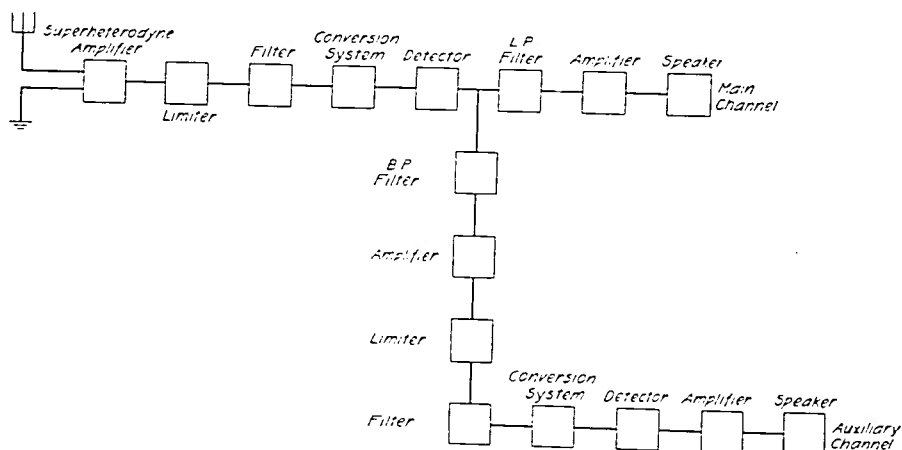 Superheterodyne
Amplifier
Limiter
Filter
Conversion
System
Detector
L.P.
Filter
Amplifier
Speaker
Main
Channel
B.P.
Filter
Amplifier
Limiter
Filter
Conversion
System
Detector
Amplifier
Speaker
Auxiliary
Channel